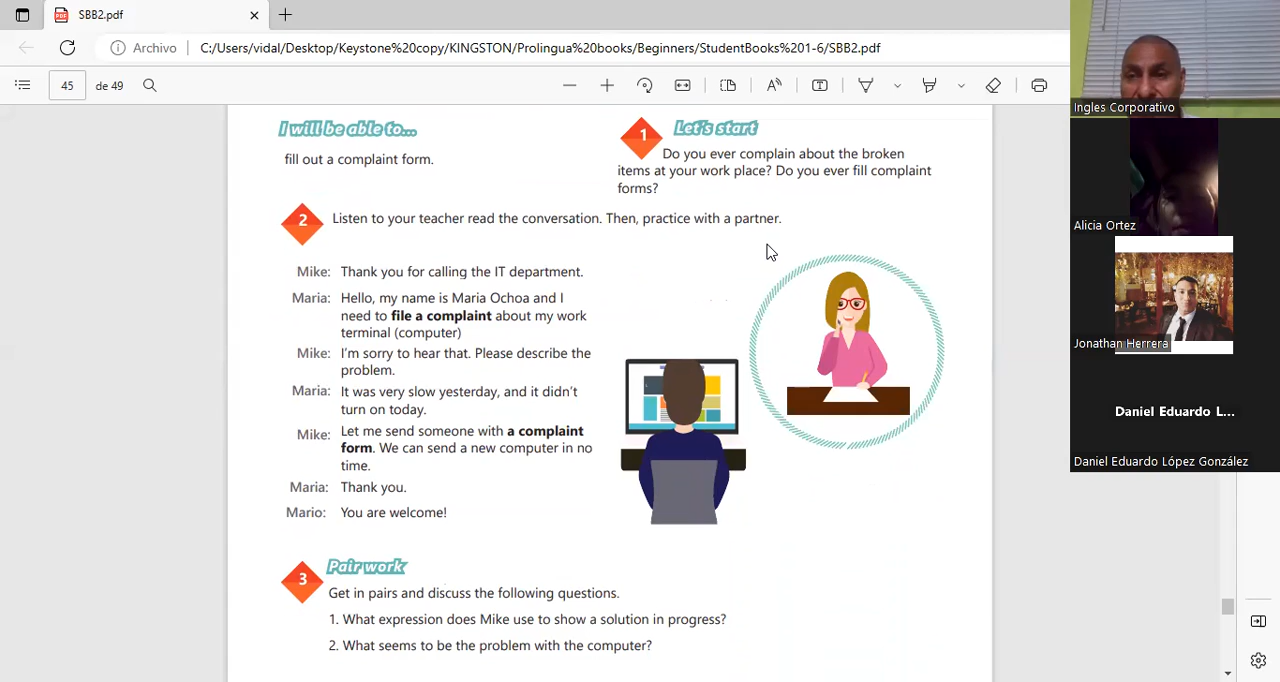 SBB2.pdf
Archivo
C:/Users/vidal/Desktop/Keystone%20copy/KINGSTON/Prolingua%20books/Beginners/StudentBooks%201-6/SBB2.pdf
45 de 49
I will be able to...
fill out a complaint form.
1 Let's start
Do you ever complain about the broken
items at your work place? Do you ever fill complaint
forms?
2 Listen to your teacher read the conversation. Then, practice with a partner.
Mike: Thank you for calling the IT department.
Maria: Hello, my name is Maria Ochoa and I
need to file a complaint about my work
terminal (computer)
Mike: I'm sorry to hear that. Please describe the
problem.
Maria: It was very slow yesterday, and it didn't
turn on today.
Mike: Let me send someone with a complaint
form. We can send a new computer in no
time.
Maria: Thank you.
Mario: You are welcome!
3 Pair work
Get in pairs and discuss the following questions.
1. What expression does Mike use to show a solution in progress?
2. What seems to be the problem with the computer?
Ingles Corporativo
Alicia Ortez
Jonathan Herrera
Daniel Eduardo L...
Daniel Eduardo López González